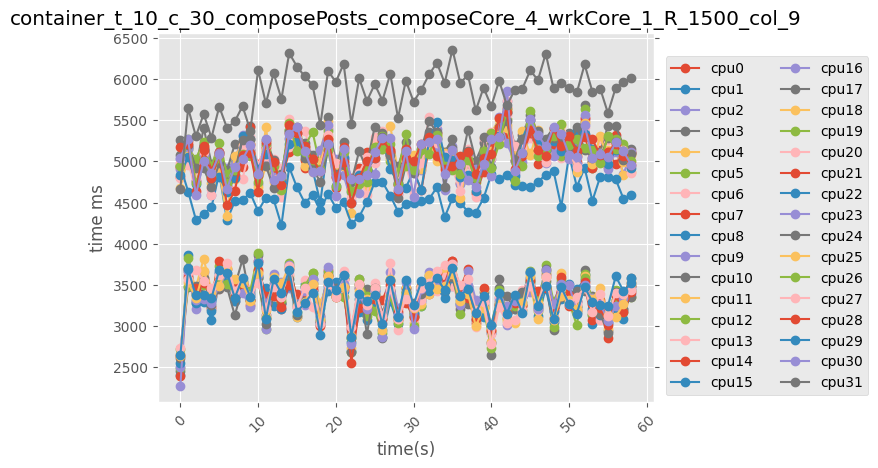 container_t_10_c_30_composePosts_composeCore_4_wrkCore_1_R_1500_col_9
6500
6000
5500
5000
4500
4000
3500
3000
2500
time ms
0
10
20
30
40
50
60
time(s)
cpu0
cpu1
cpu2
cpu3
cpu4
cpu5
cpu6
cpu7
cpu8
cpu9
cpu10
cpu11
cpu12
cpu13
cpu14
cpu15
cpu16
cpu17
cpu18
cpu19
cpu20
cpu21
cpu22
cpu23
cpu24
cpu25
cpu26
cpu27
cpu28
cpu29
cpu30
cpu31